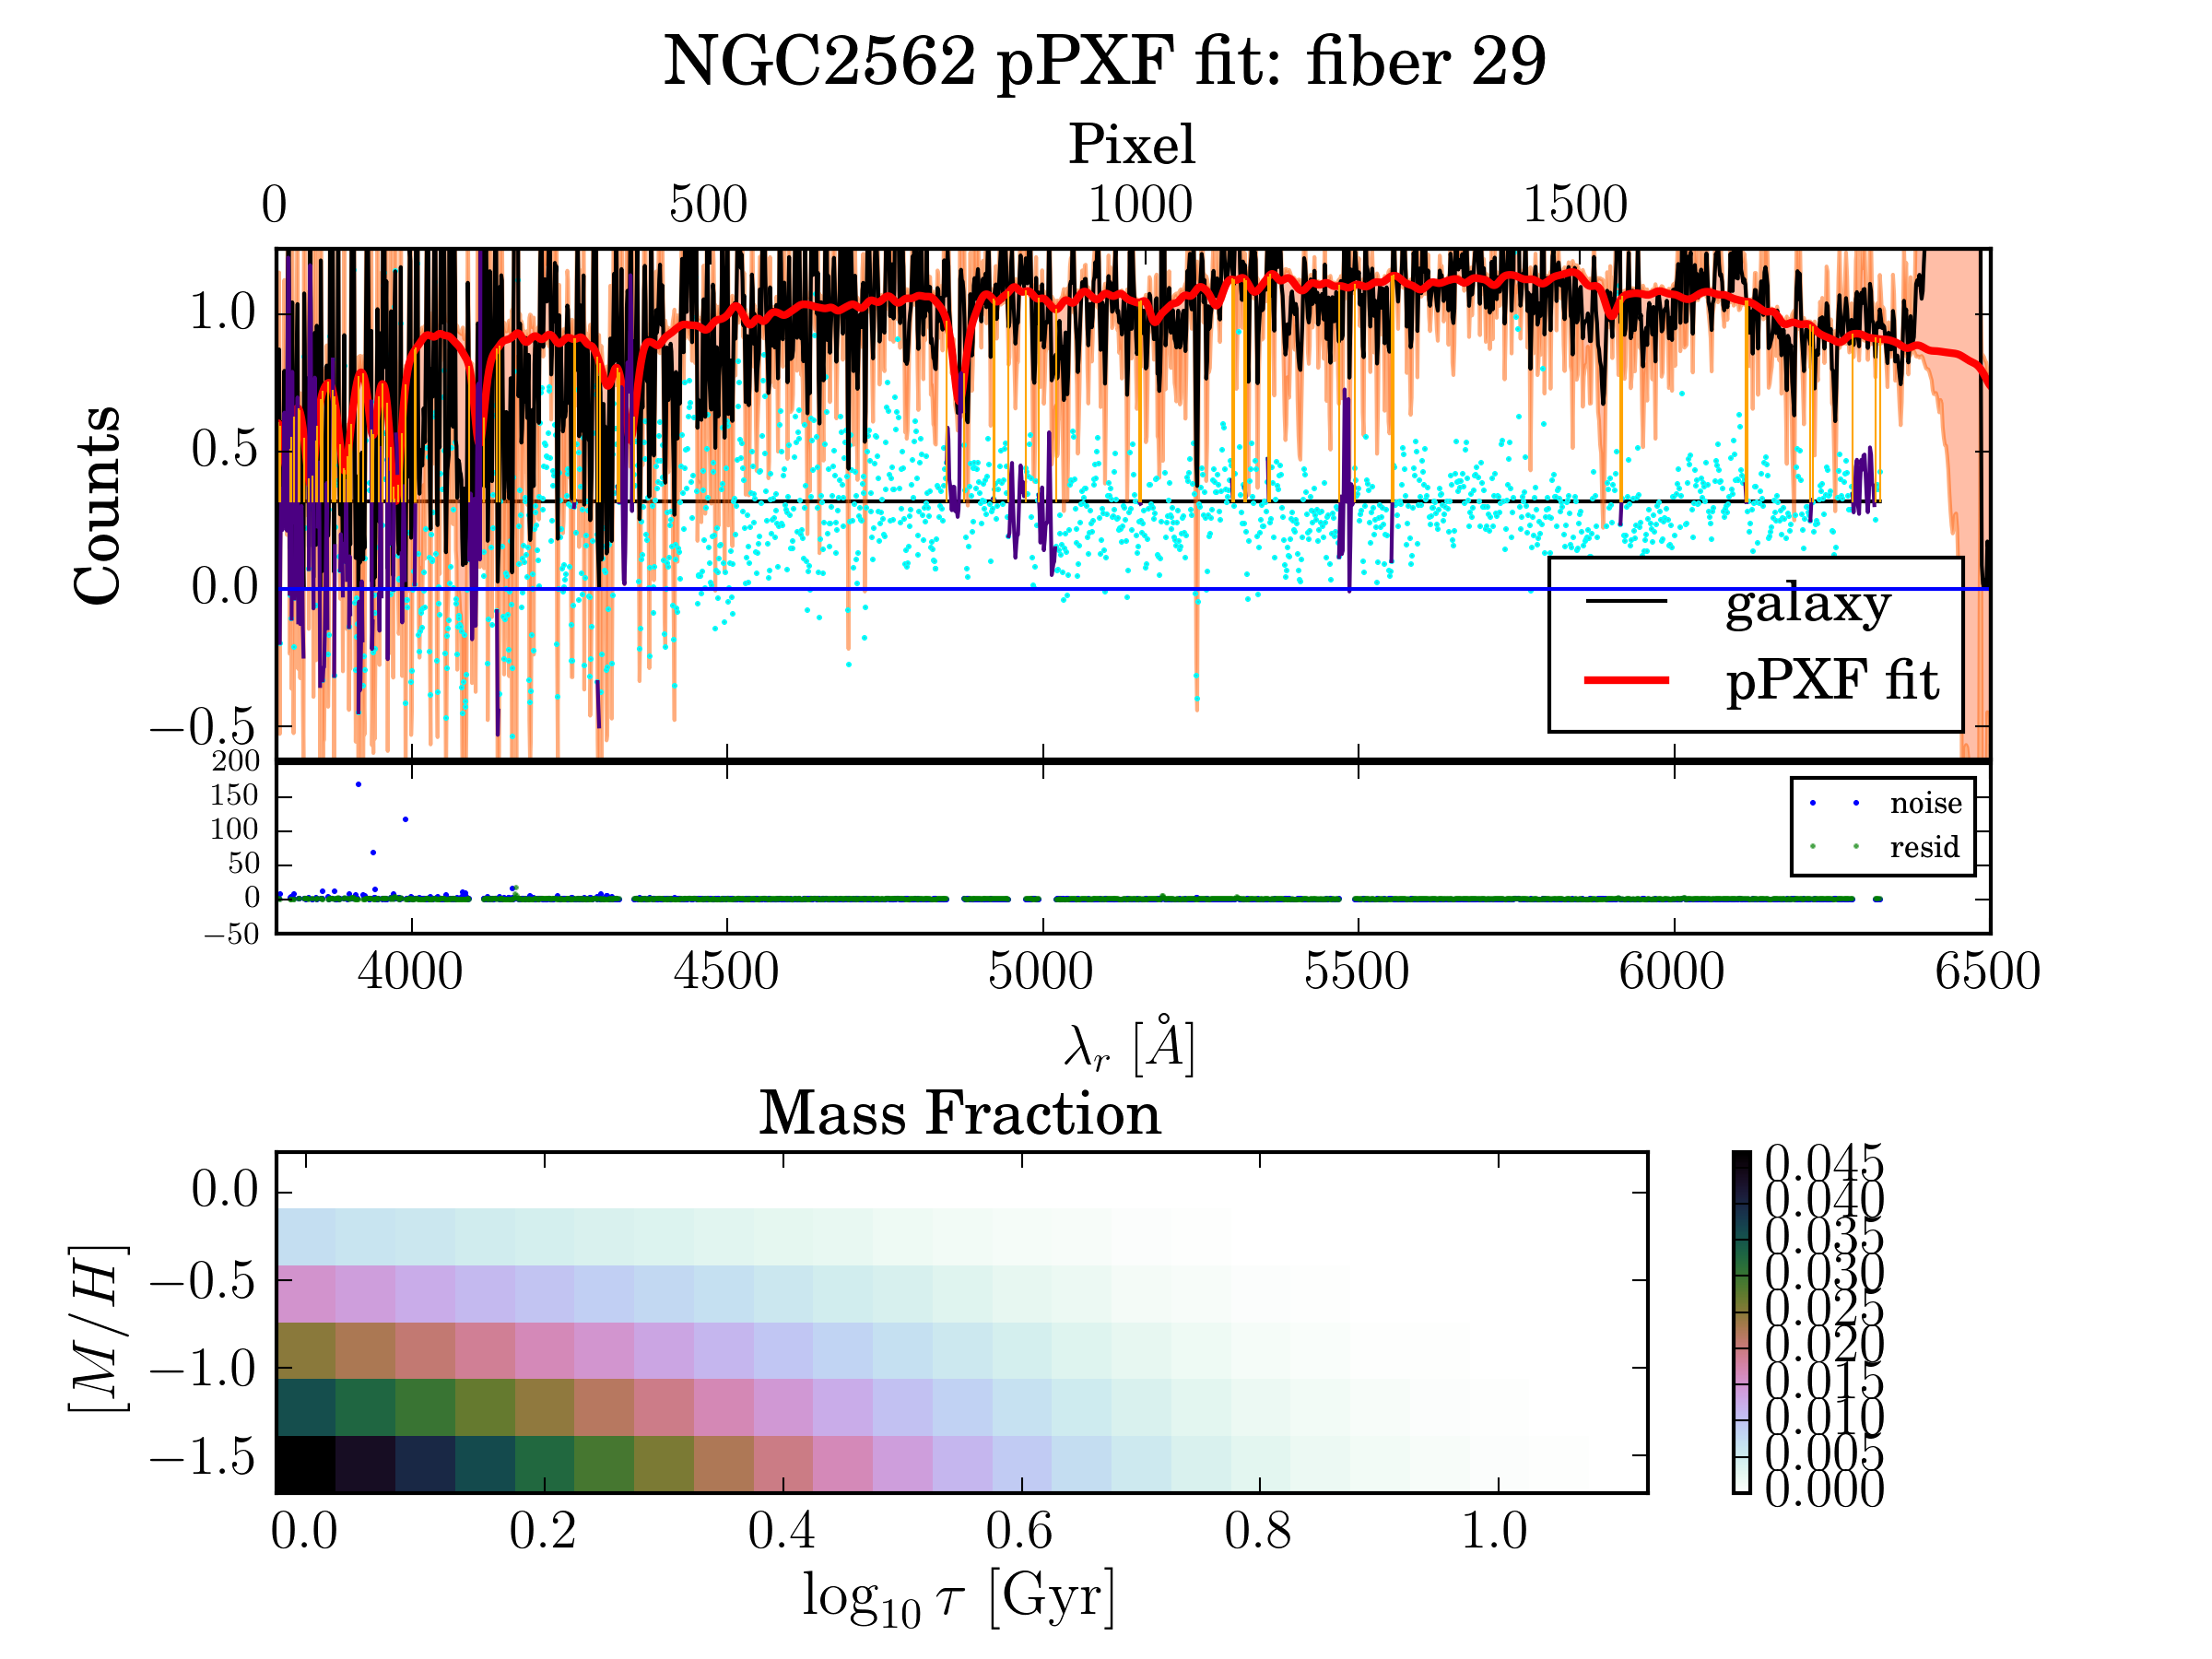 NGC2562 pPXF fit: fiber 29
Pixel
0 500 1000 1500
Counts
1.0
0.5
0.0
−0.5
galaxy
pPXF fit
200
150
100
50
0
−50
noise
resid
4000 4500 5000 5500 6000 6500
λr [Å]
Mass Fraction
[M/H]
0.0
−0.5
−1.0
−1.5
0.0 0.2 0.4 0.6 0.8 1.0
log10 τ [Gyr]
0.045
0.040
0.035
0.030
0.025
0.020
0.015
0.010
0.005
0.000